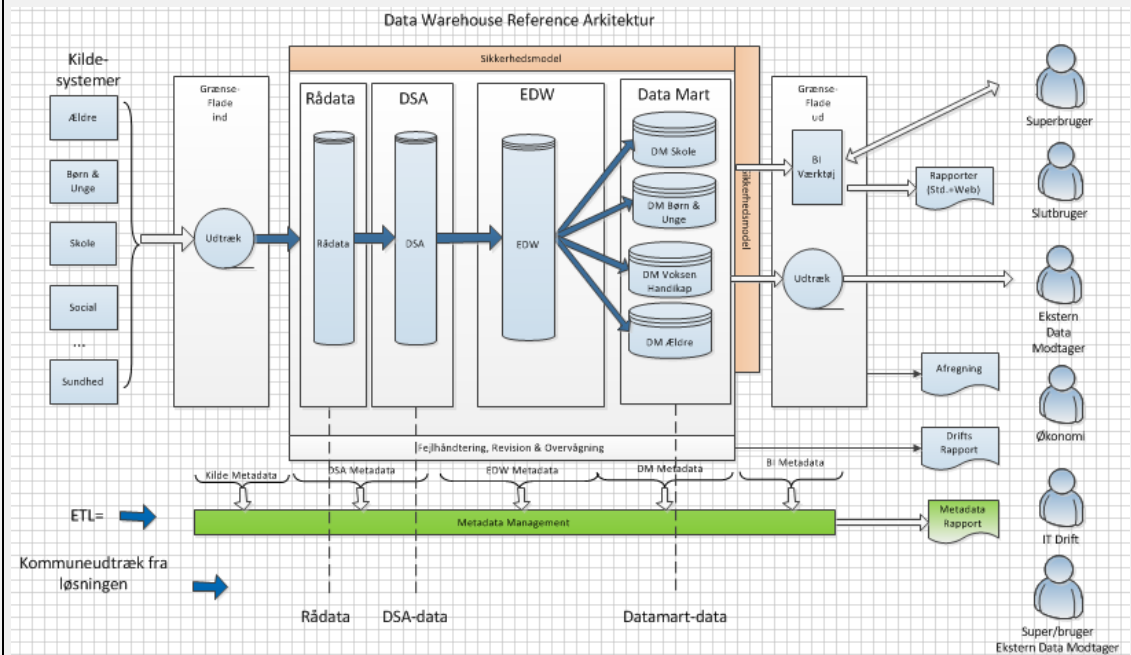 Data Warehouse Reference Arkitektur
Kilde-
systemer
Ældre
Børn &
Unge
Skole
Social
...
Sundhed
Grænse-
Flade
ind
Udtræk
Sikkerhedsmodel
Rådata
Rådata
DSA
DSA
EDW
EDW
Data Mart
DM Skole
DM Børn &
Unge
DM Voksen
Handikap
DM Ældre
Sikkerhedsmodel
Grænse-
Flade
ud
BI
Værktøj
Udtræk
Rapporter
(Std.=Web)
Afregning
Drifts
Rapport
Superbruger
Slutbruger
Ekstern
Data
Modtager
Økonomi
IT Drift
Super/bruger
Ekstern Data Modtager
Fejlhåndtering, Revision & Overvågning
Kilde Metadata
DSA Metadata
EDW Metadata
DM Metadata
BI Metadata
ETL=
Metadata Management
Metadata
Rapport
Kommuneudtræk fra
løsningen
Rådata
DSA-data
Datamart-data